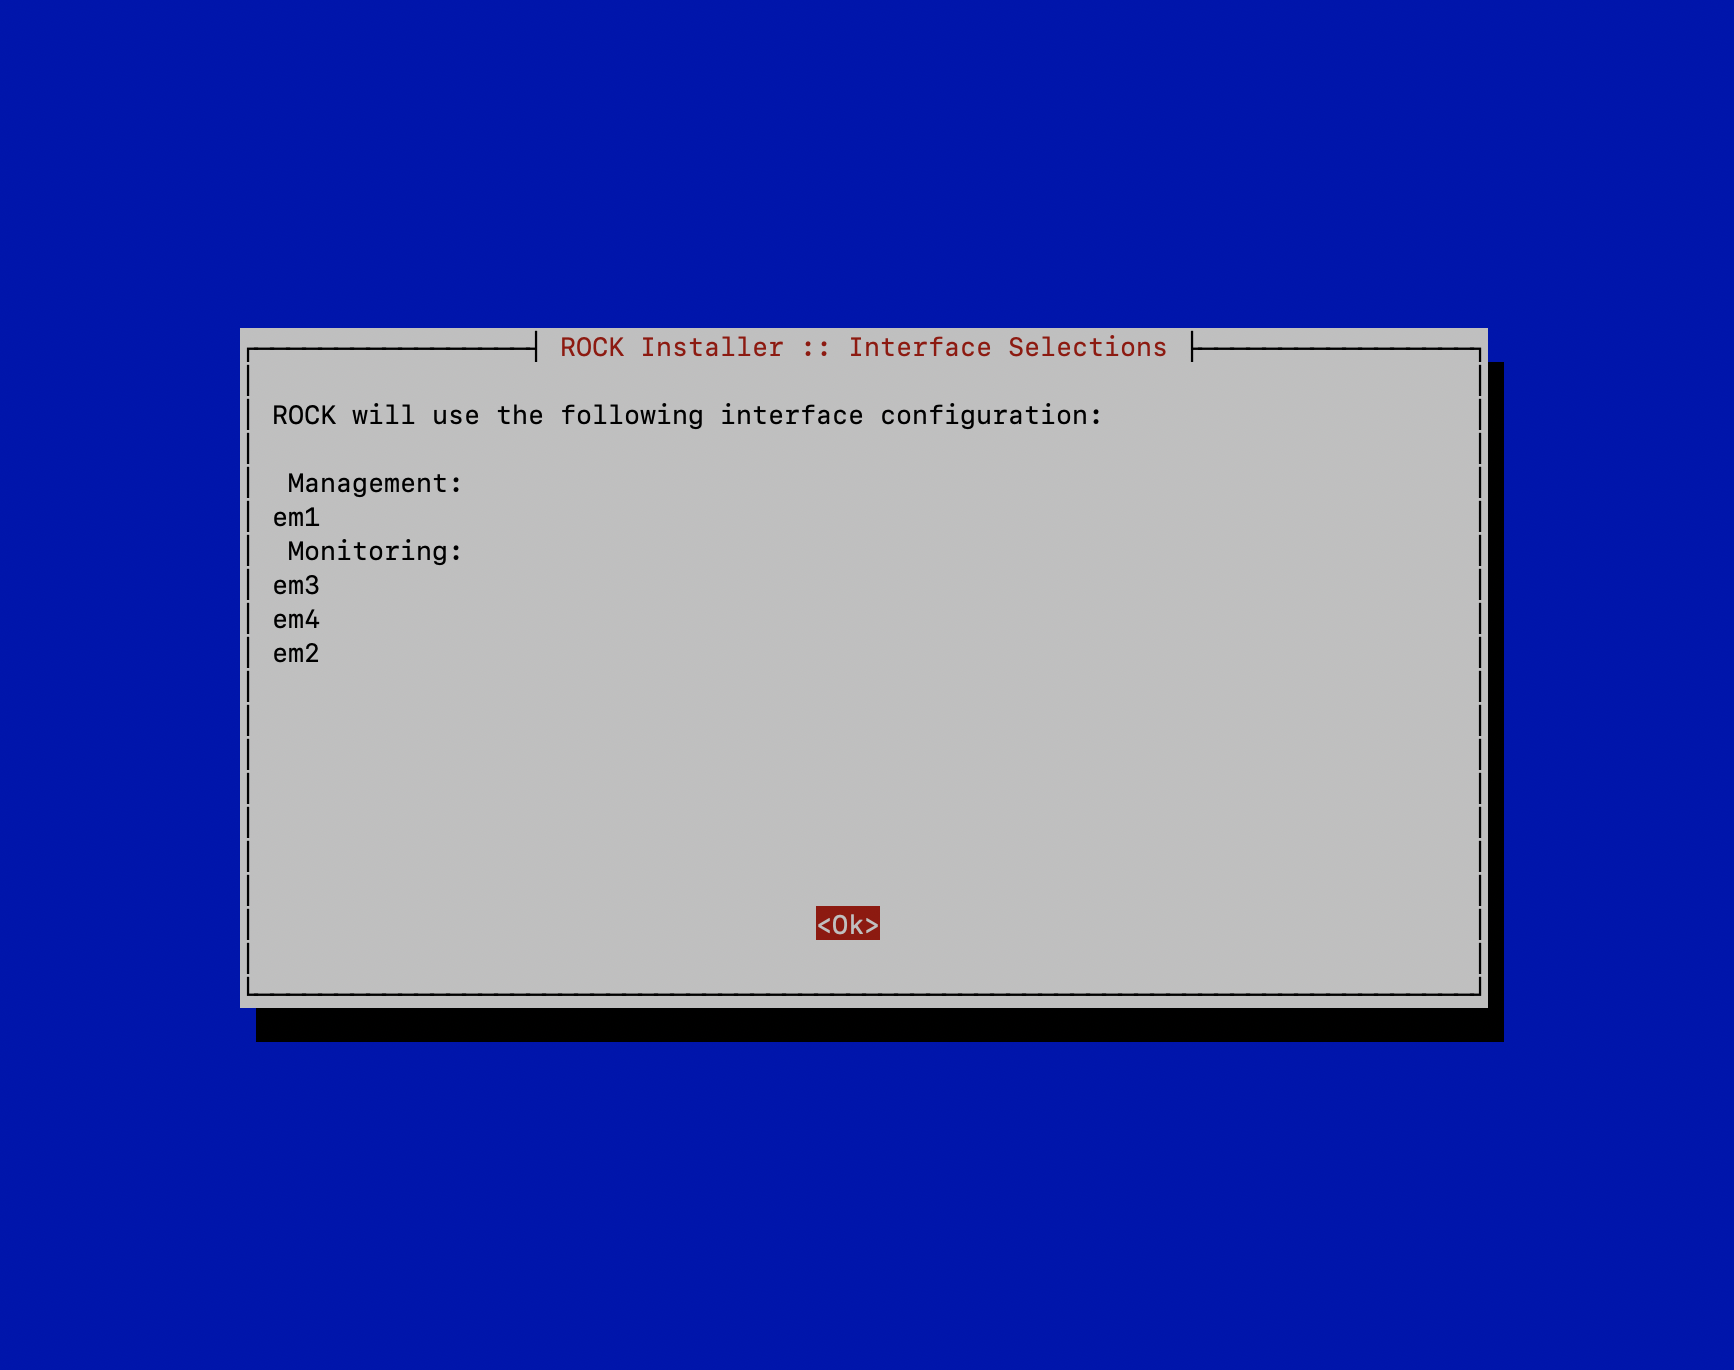 ROCK Installer :: Interface Selections
ROCK will use the following interface configuration:
Management:
em1
Monitoring:
em3
em4
em2
<Ok>